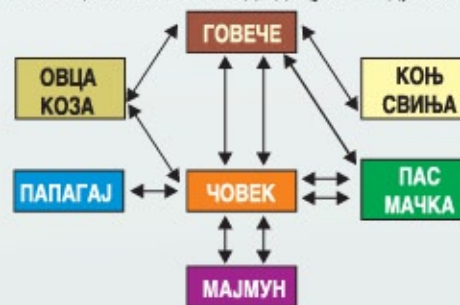 ГОВЕЧЕ
ОВЦА
КОЗА
КОЊ
СВИЊА
ПАПАГАЈ
ЧОВЕК
ПАС
МАЧКА
МАЈМУН